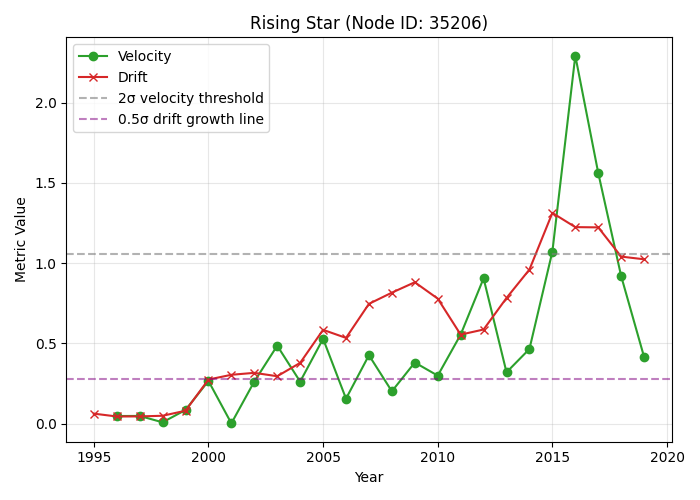 Rising Star (Node ID: 35206)
Velocity
Drift
2σ velocity threshold
0.5σ drift growth line
Metric Value
2.0
1.5
1.0
0.5
0.0
1995
2000
2005
2010
2015
2020
Year